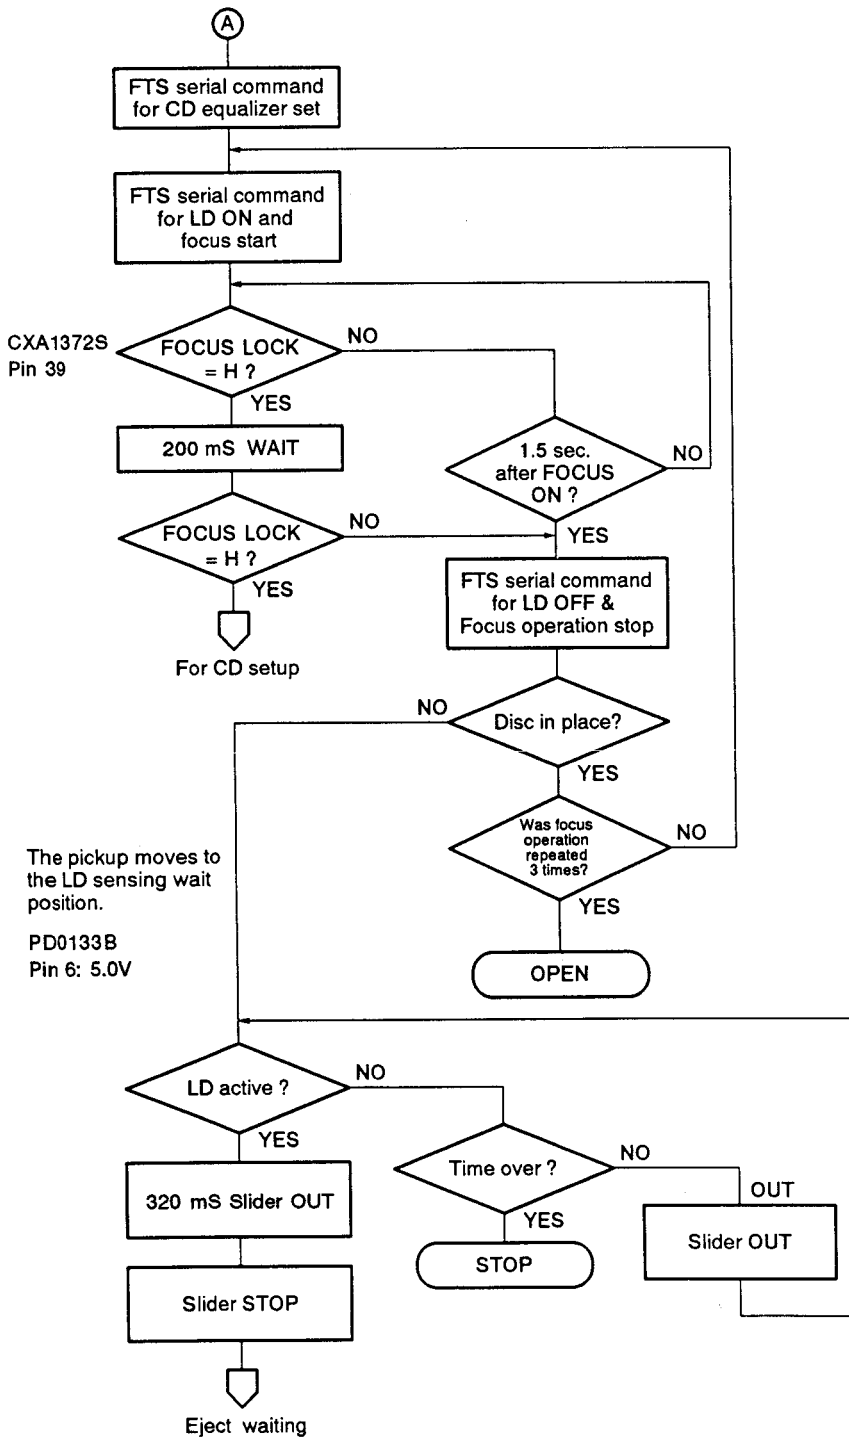 A
FTS serial command
for CD equalizer set
FTS serial command
for LD ON and
focus start
CXA1372S
Pin 39
FOCUS LOCK
= H ?
NO
YES
200 mS WAIT
1.5 sec.
after FOCUS
ON ?
NO
YES
FOCUS LOCK
= H ?
NO
YES
For CD setup
FTS serial command
for LD OFF &
Focus operation stop
Disc in place?
NO
YES
Was focus
operation
repeated
3 times?
NO
YES
OPEN
The pickup moves to
the LD sensing wait
position.
PD0133B
Pin 6: 5.0V
LD active ?
NO
YES
320 mS Slider OUT
Slider STOP
Eject waiting
Time over ?
NO
YES
STOP
OUT
Slider OUT